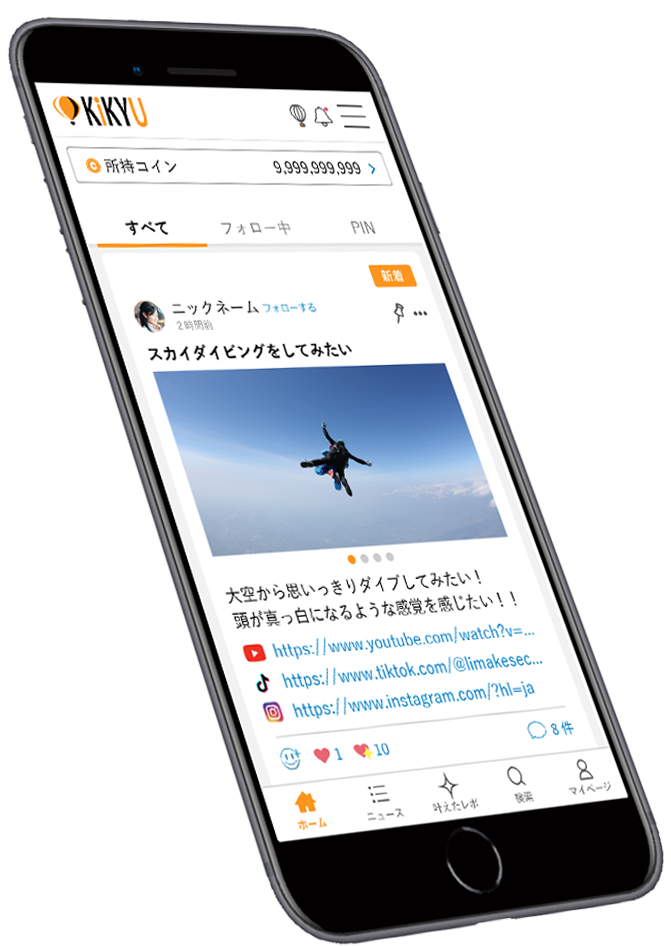 KiKYU
所持コイン 9,999,999,999
すべて フォロー中 PIN
新着
ニックネーム フォローする
2時間前
スカイダイビングをしてみたい
大空から思いっきりダイブしてみたい！
頭が真っ白になるような感覚を感じたい！！
https://www.youtube.com/watch?v=...
https://www.tiktok.com/@limakesec...
https://www.instagram.com/?hl=ja
1 10 8件
ホーム ニュース 叶えたレポ 検索 マイページ